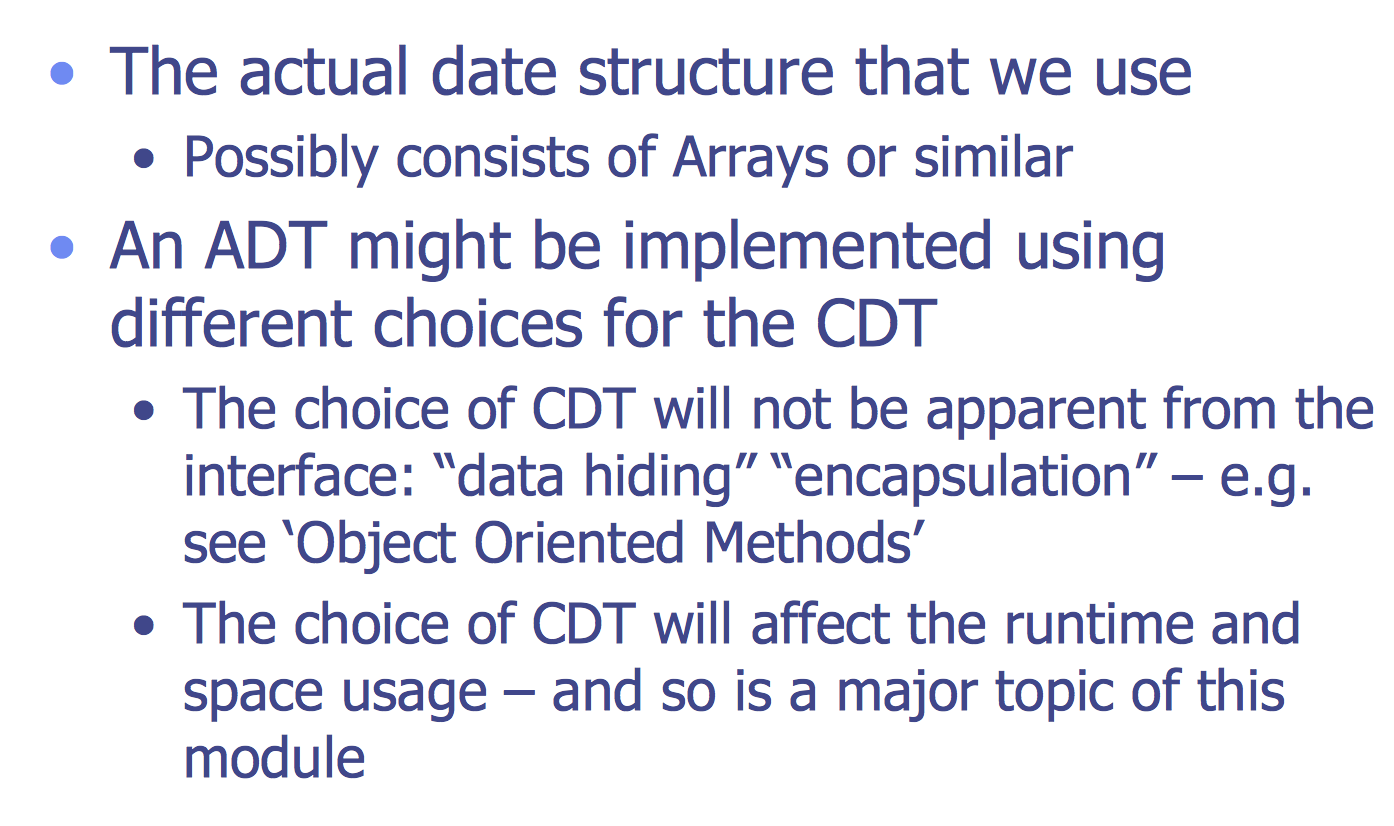 • The actual date structure that we use
• Possibly consists of Arrays or similar
• An ADT might be implemented using
different choices for the CDT
• The choice of CDT will not be apparent from the
interface: “data hiding” “encapsulation” – e.g.
see ‘Object Oriented Methods’
• The choice of CDT will affect the runtime and
space usage – and so is a major topic of this
module